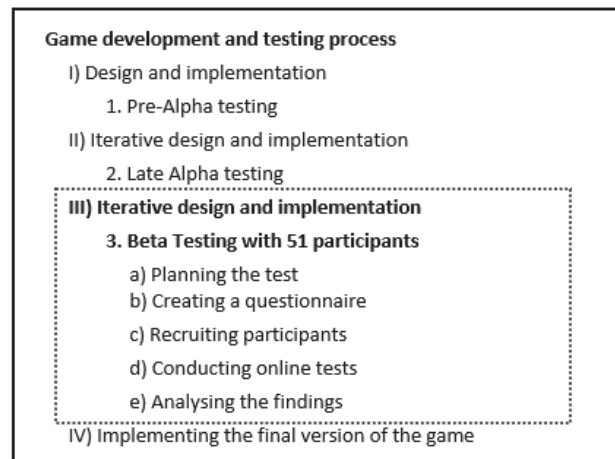 Game development and testing process
I) Design and implementation
1. Pre-Alpha testing
II) Iterative design and implementation
2. Late Alpha testing
III) Iterative design and implementation
3. Beta Testing with 51 participants
a) Planning the test
b) Creating a questionnaire
c) Recruiting participants
d) Conducting online tests
e) Analysing the findings
IV) Implementing the final version of the game